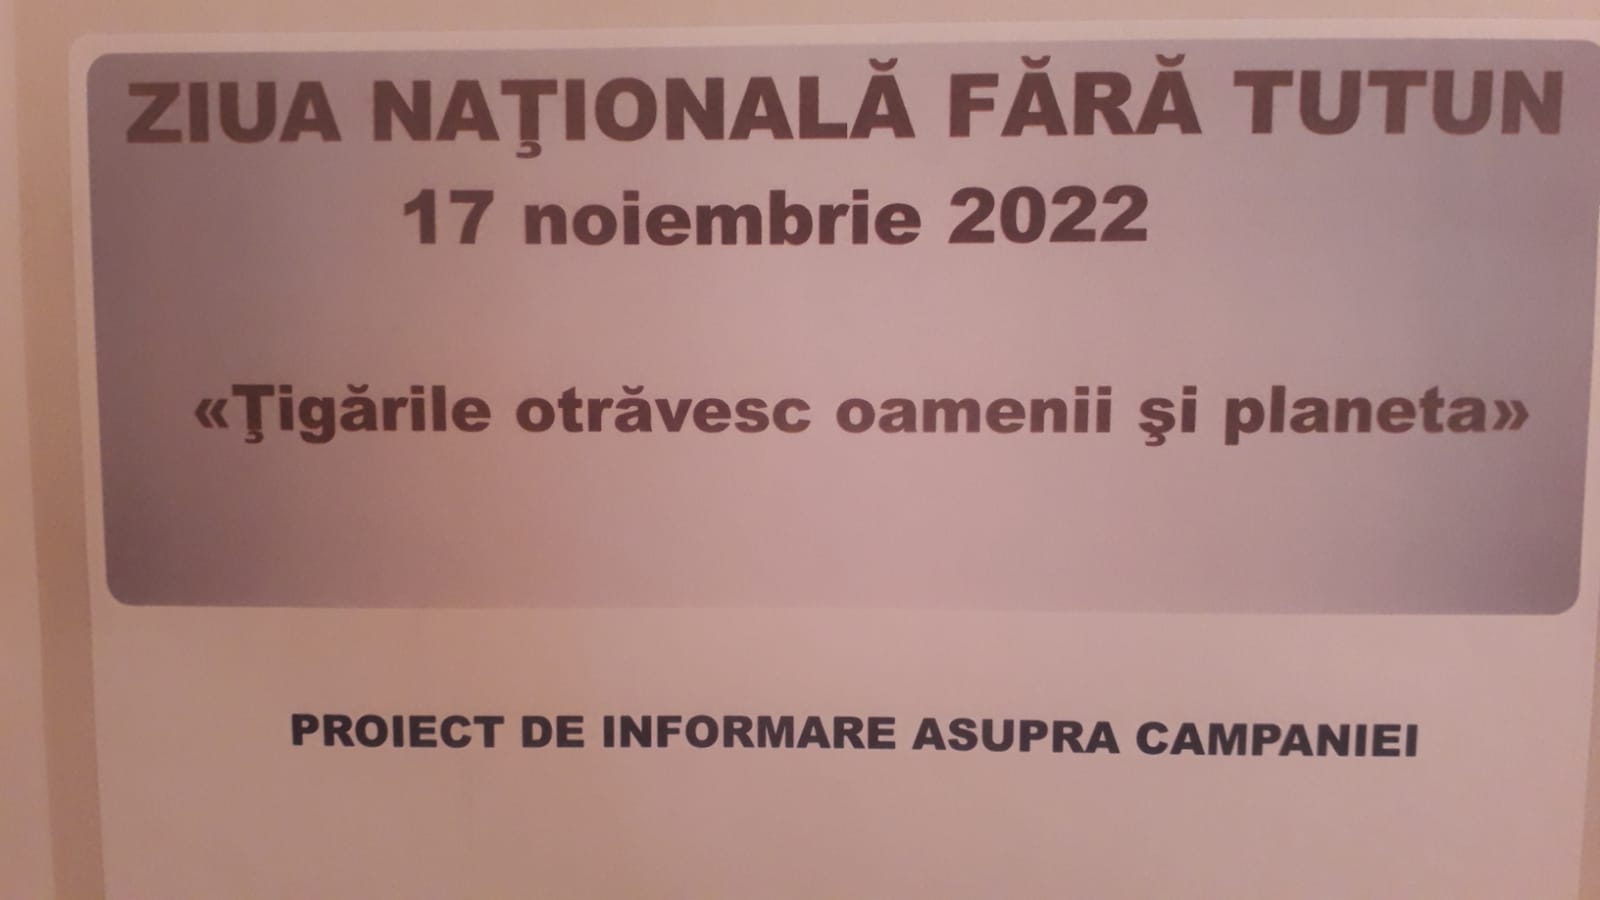 ZIUA NAŢIONALĂ FĂRĂ TUTUN
17 noiembrie 2022
«Ţigările otrăvesc oamenii şi planeta»
PROIECT DE INFORMARE ASUPRA CAMPANIEI